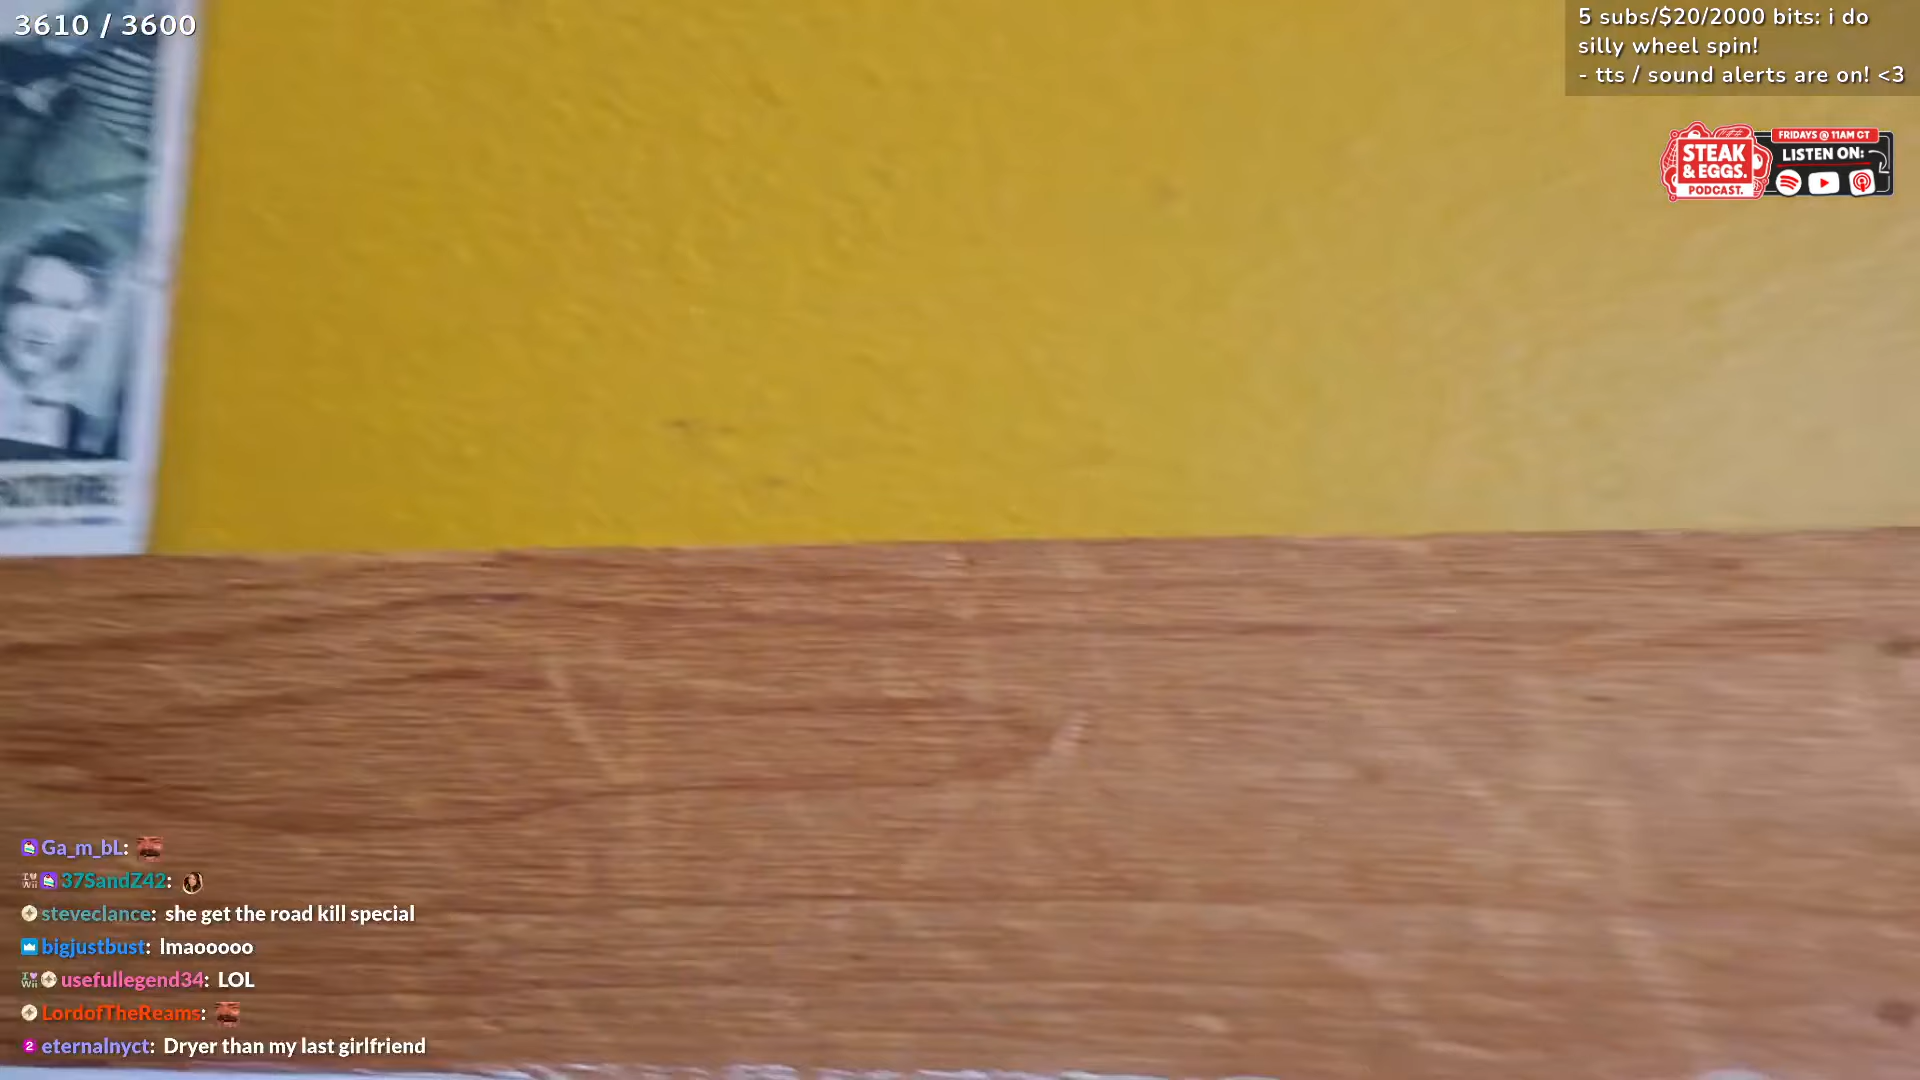 3610 / 3600
5 subs/$20/2000 bits: i do
silly wheel spin!
- tts / sound alerts are on! <3
FRIDAYS @ 11AM CT
STEAK
& EGGS.
PODCAST.
LISTEN ON:
Ga_m_bL:
37SandZ42:
steveclance: she get the road kill special
bigjustbust: lmaooooo
usefullegend34: LOL
LordofTheReams:
2 eternalnyct: Dryer than my last girlfriend